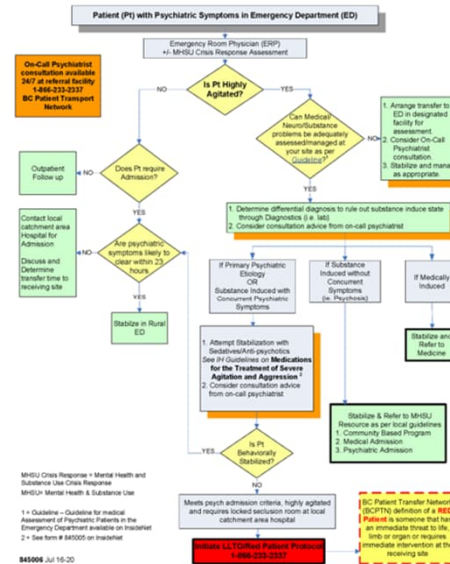 Patient (Pt) with Psychiatric Symptoms in Emergency Department (ED)
Emergency Room Physician (ERP)
+/- MHSU Crisis Response Assessment
On-Call Psychiatrist
consultation available
24/7 at referral facility
1-866-233-2337
BC Patient Transport
Network
Is Pt Highly
Agitated?
NO
YES
Can Medical/
Neuro/Substance
problems be adequately
assessed/managed
at your site as per
Guideline?¹
NO
1. Arrange transfer to
ED in designated
facility for
assessment.
2. Consider On-Call
Psychiatrist
consultation.
3. Stabilize and
as appropriate.
Does Pt require
Admission?
NO
Outpatient
Follow up
YES
YES
1. Determine differential diagnosis to rule out substance induce state
through Diagnostics (i.e. lab)
2. Consider consultation advice from on-call psychiatrist
Contact local
catchment area
Hospital for
Admission
Discuss and
Determine
transfer time to
receiving site
NO
Are psychiatric
symptoms likely to
clear within 23
hours
YES
Stabilize in Rural
ED
If Primary Psychiatric
Etiology
OR
Substance Induced with
Concurrent Psychiatric
Symptoms
If Substance
Induced without
Concurrent
Symptoms
(ie. Psychosis)
If Medically
Induced
1. Attempt Stabilization with
Sedatives/Anti-psychotics
See IH Guidelines on Medications
for the Treatment of Severe
Agitation and Aggression ²
2. Consider consultation advice
from on-call psychiatrist
Stabilize and
Refer to
Medicine
Stabilize & Refer to MHSU
Resource as per local guidelines
1. Community Based Program
2. Medical Admission
3. Psychiatric Admission
Is Pt
Behaviorally
Stabilized?
YES
NO
MHSU Crisis Response = Mental Health and
Substance Use Crisis Response
MHSU= Mental Health & Substance Use
1 = Guideline – Guideline for medical
Assessment of Psychiatric Patients in the
Emergency Department available on InsideNet
2 = See form # 845005 on InsideNet
845006 Jul 16-20
Meets psych admission criteria, highly agitated and
requires locked seclusion room at local
catchment area hospital
Initiate LLTO/Red Patient Protocol
1-866-233-2337
BC Patient Transfer Network
(BCPTN) definition of a RED
Patient is someone that has
an immediate threat to life,
limb or organ or requires
immediate intervention at the
receiving site